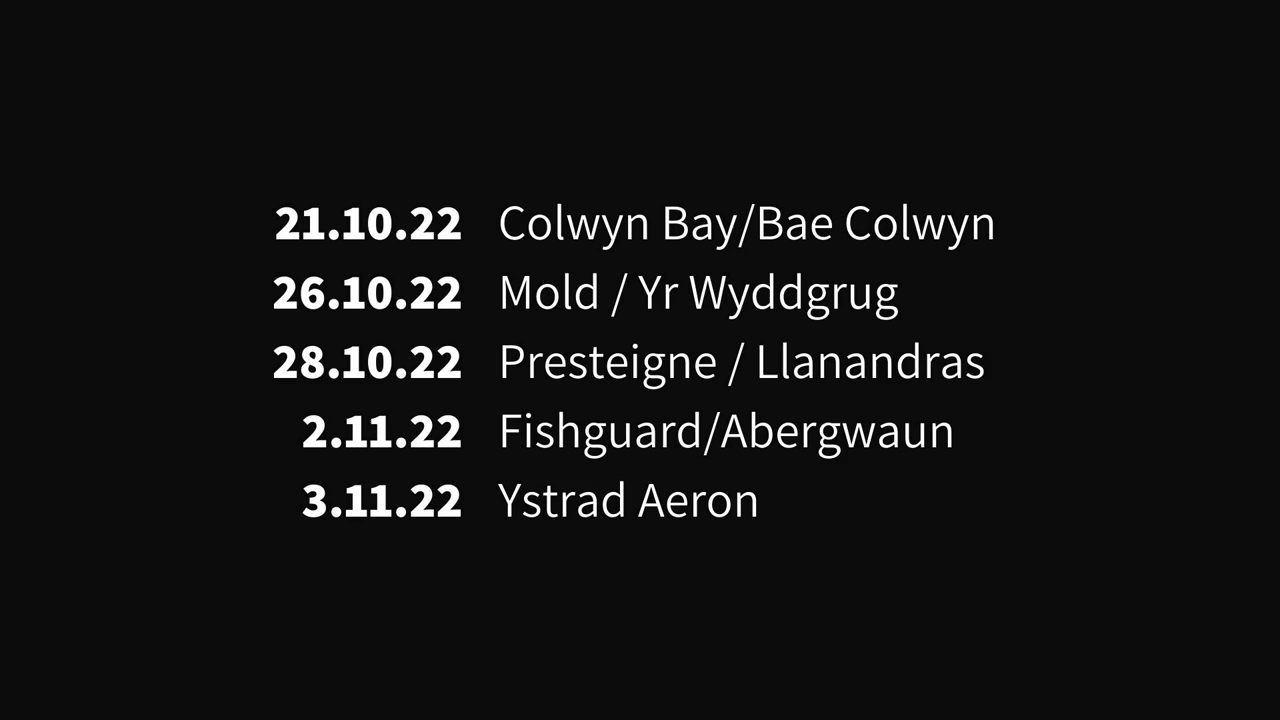 21.10.22 Colwyn Bay/Bae Colwyn
26.10.22 Mold / Yr Wyddgrug
28.10.22 Presteigne / Llanandras
2.11.22 Fishguard/Abergwaun
3.11.22 Ystrad Aeron